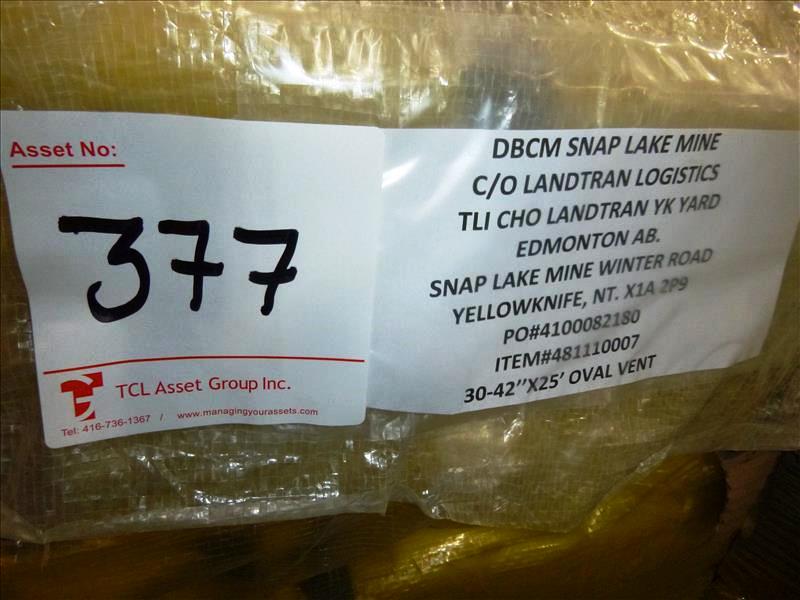 Asset No:
377
TCL Asset Group Inc.
Tel: 416-736-1367 / www.managingyourassets.com
DBCM SNAP LAKE MINE
C/O LANDTRAN LOGISTICS
TLI CHO LANDTRAN YK YARD
EDMONTON AB.
SNAP LAKE MINE WINTER ROAD
YELLOWKNIFE, NT. X1A 2P9
PO#4100082180
ITEM#481110007
30-42’’X25’ OVAL VENT